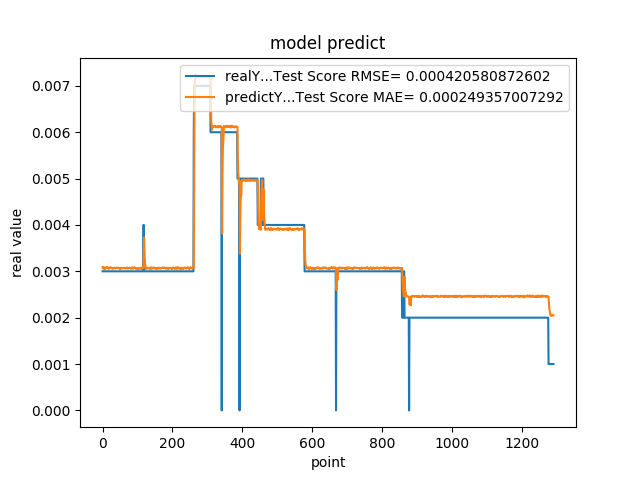 model predict
realY...Test Score RMSE= 0.000420580872602
predictY...Test Score MAE= 0.000249357007292
0.007
0.006
0.005
0.004
0.003
0.002
0.001
0.000
real value
0 200 400 600 800 1000 1200
point